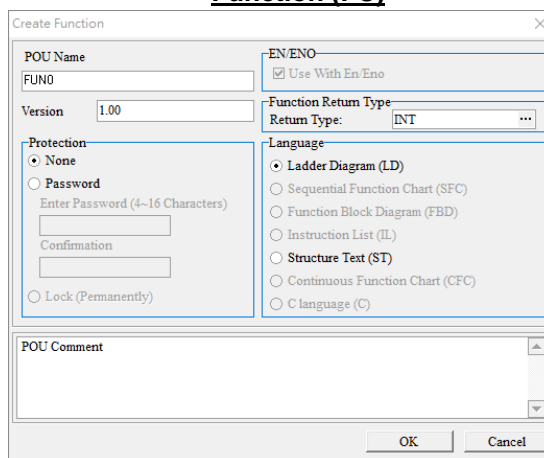 Function (FC)
Create Function
POU Name
FUN0
Version 1.00
EN/ENO
Use With En/Eno
Function Return Type
Return Type: INT ...
Protection
None
Password
Enter Password (4~16 Characters)
Confirmation
Lock (Permanently)
Language
Ladder Diagram (LD)
Sequential Function Chart (SFC)
Function Block Diagram (FBD)
Instruction List (IL)
Structure Text (ST)
Continuous Function Chart (CFC)
C language (C)
POU Comment
OK Cancel